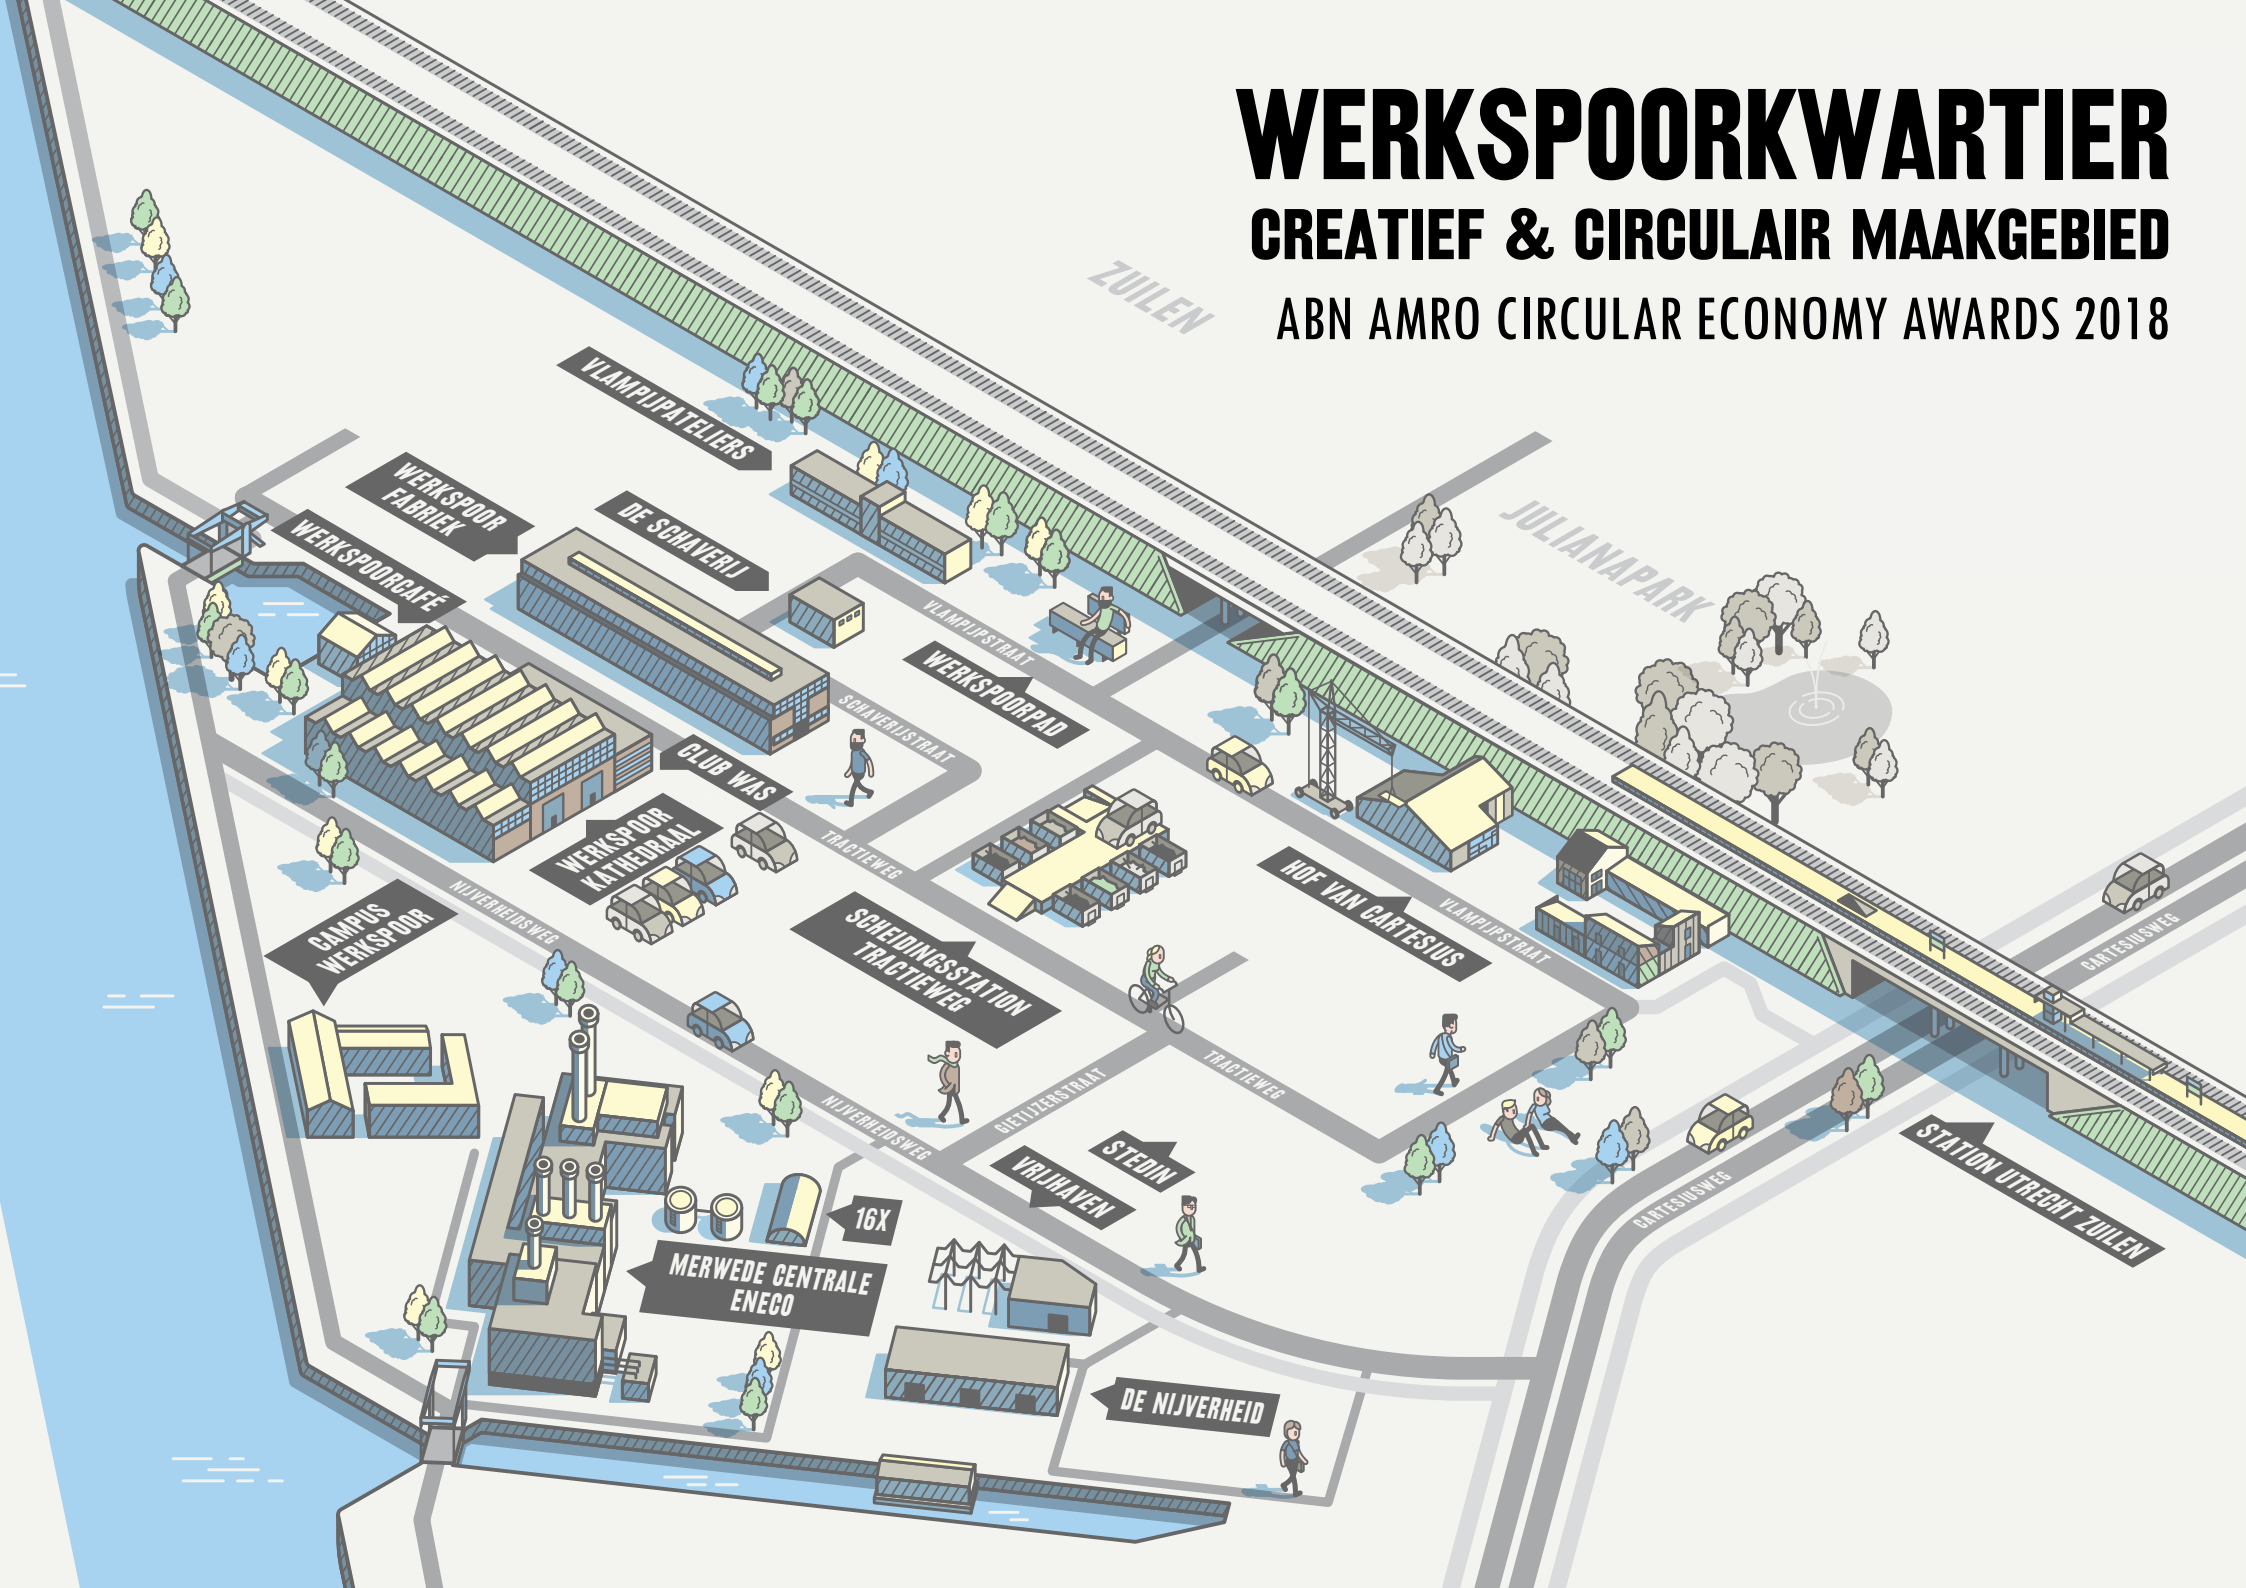 WERKSPOORKWARTIER
CREATIEF & CIRCULAIR MAAKGEBIED
ABN AMRO CIRCULAR ECONOMY AWARDS 2018
ZUILEN
JULIANAPARK
VLAMPIJPATELIERS
WERKSPOOR
FABRIEK
DE SCHAVERIJ
WERKSPOORCAFÉ
VLAMPIJPSTRAAT
WERKSPOORPAD
SCHAVERIJSTRAAT
CLUB WAS
WERKSPOOR
KATHEDRAAL
TRACTIEWEG
HOF VAN CARTESIUS
VLAMPIJPSTRAAT
CARTESIUSWEG
CAMPUS
WERKSPOOR
NIJVERHEIDSWEG
SCHEIDINGSSTATION
TRACTIEWEG
TRACTIEWEG
GIETIJZERSTRAAT
NIJVERHEIDSWEG
STEDIN
VRIJHAVEN
CARTESIUSWEG
STATION UTRECHT ZUILEN
16X
MERWEDE CENTRALE
ENECO
DE NIJVERHEID